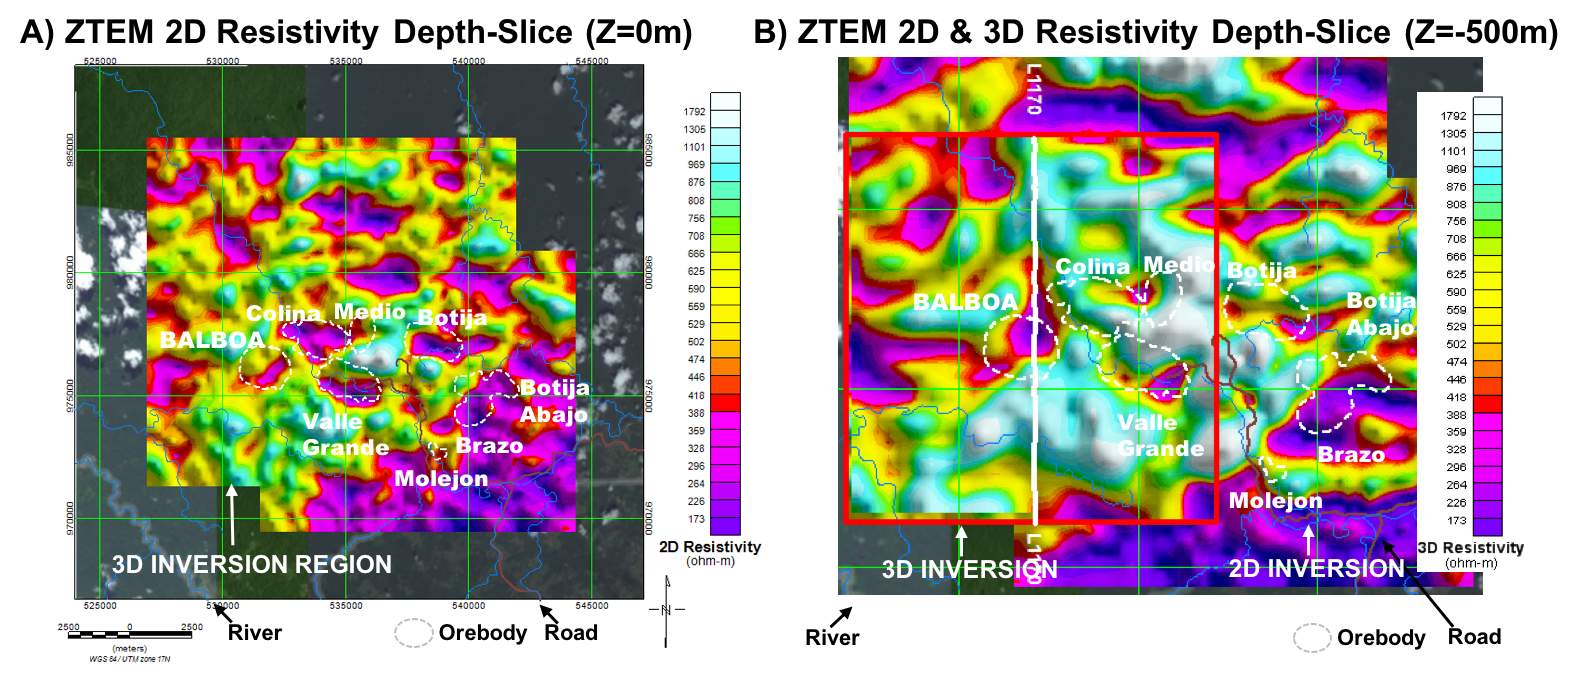 A) ZTEM 2D Resistivity Depth-Slice (Z=0m)
525000 530000 535000 540000 545000
985000
980000
975000
970000
985000
980000
975000
970000
Colina
Medio
Botija
BALBOA
Botija
Abajo
Valle
Grande
Brazo
Molejon
3D INVERSION REGION
525000 530000 535000 540000 545000
1792
1305
1101
969
876
808
756
708
666
625
590
559
529
502
474
446
418
388
359
328
296
264
226
173
2D Resistivity
(ohm-m)
2500 0 2500
(meters)
WGS 84 / UTM zone 17N
River
Orebody
Road
N
B) ZTEM 2D & 3D Resistivity Depth-Slice (Z=-500m)
L1170
Colina
Medio
Botija
BALBOA
Botija
Abajo
Valle
Grande
Brazo
Molejon
3D INVERSION
2D INVERSION
1792
1305
1101
969
876
808
756
708
666
625
590
559
529
502
474
446
418
388
359
328
296
264
226
173
3D Resistivity
(ohm-m)
River
Orebody
Road